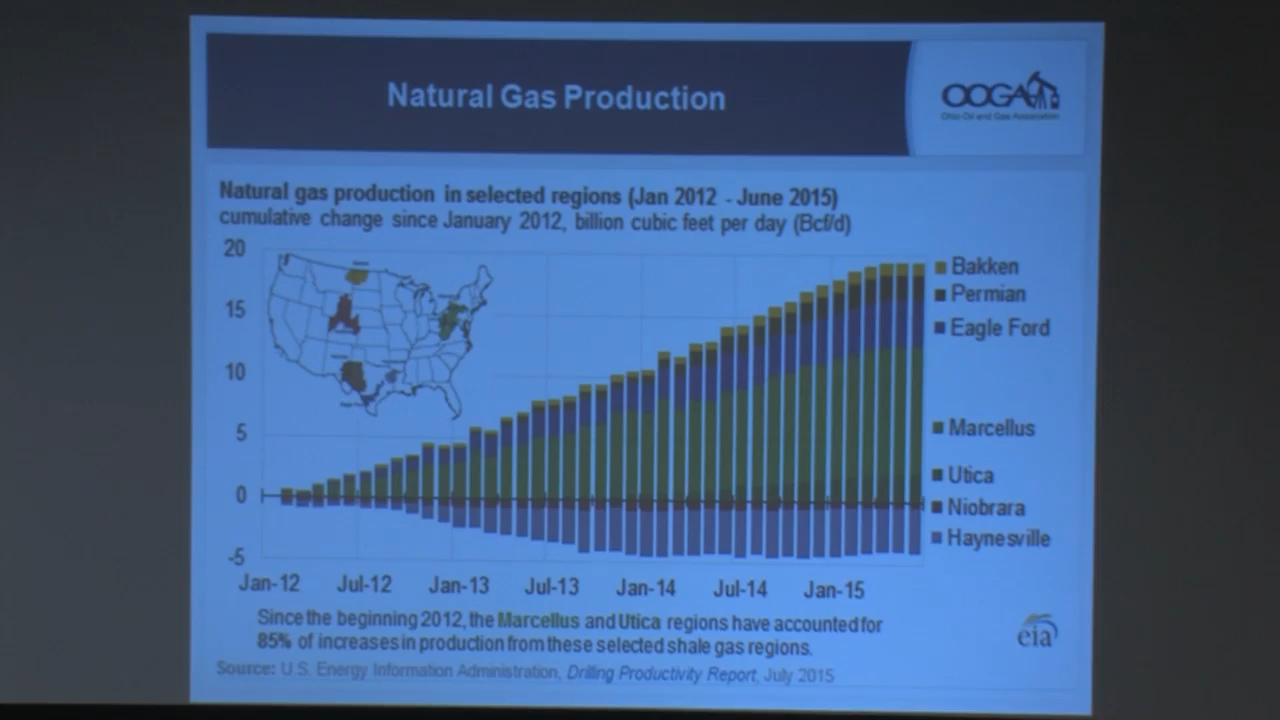 Natural Gas Production
OOGA
Ohio Oil and Gas Association
Natural gas production in selected regions (Jan 2012 - June 2015)
cumulative change since January 2012, billion cubic feet per day (Bcf/d)
20
15
10
5
0
-5
Jan-12 Jul-12 Jan-13 Jul-13 Jan-14 Jul-14 Jan-15
Bakken
Permian
Eagle Ford
Marcellus
Utica
Niobrara
Haynesville
Since the beginning 2012, the Marcellus and Utica regions have accounted for
85% of increases in production from these selected shale gas regions.
eia
Source: U.S. Energy Information Administration, Drilling Productivity Report, July 2015